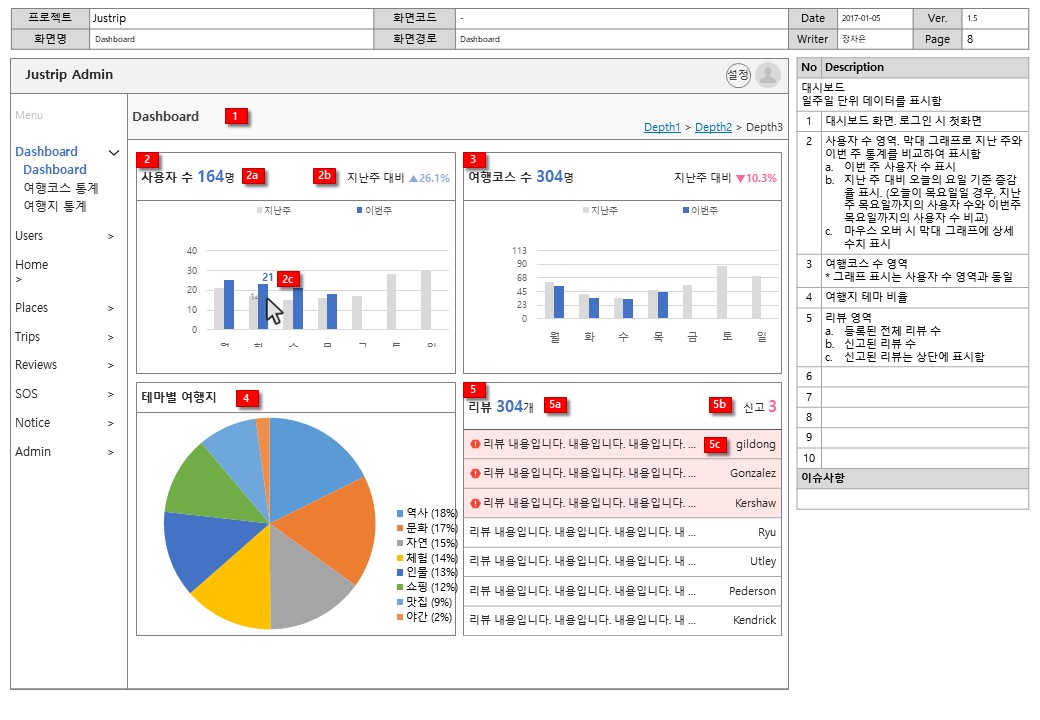 프로젝트 Justrip 화면코드 - Date 2017-01-05 Ver. 1.5
화면명 Dashboard 화면경로 Dashboard Writer 장자은 Page 8
Justrip Admin 설정
Menu
Dashboard
Dashboard
여행코스 통계
여행지 통계
Users >
Home
>
Places >
Trips >
Reviews >
SOS >
Notice >
Admin >
Dashboard 1
Depth1 > Depth2 > Depth3
2
사용자 수 164명 2a 2b 지난주 대비 ▲26.1%
지난주 이번주
40
30
20
10
0
21 2c
월 화 수 목 금 토 일
3
여행코스 수 304명 지난주 대비 ▼10.3%
지난주 이번주
113
90
68
45
23
0
월 화 수 목 금 토 일
테마별 여행지 4
역사 (18%)
문화 (17%)
자연 (15%)
체험 (14%)
인물 (13%)
쇼핑 (12%)
맛집 (9%)
야간 (2%)
5
리뷰 304개 5a 5b 신고 3
리뷰 내용입니다. 내용입니다. 내용입니다. ... 5c gildong
리뷰 내용입니다. 내용입니다. 내용입니다. ... Gonzalez
리뷰 내용입니다. 내용입니다. 내용입니다. ... Kershaw
리뷰 내용입니다. 내용입니다. 내용입니다. 내 ... Ryu
리뷰 내용입니다. 내용입니다. 내용입니다. 내 ... Utley
리뷰 내용입니다. 내용입니다. 내용입니다. 내 ... Pederson
리뷰 내용입니다. 내용입니다. 내용입니다. 내 ... Kendrick
No Description
대시보드
일주일 단위 데이터를 표시함
1 대시보드 화면. 로그인 시 첫화면
2 사용자 수 영역. 막대 그래프로 지난 주와
이번 주 통계를 비교하여 표시함
a. 이번 주 사용자 수 표시
b. 지난 주 대비 오늘의 요일 기준 증감
을 표시. (오늘이 목요일일 경우, 지난
주 목요일까지의 사용자 수와 이번주
목요일까지의 사용자 수 비교)
c. 마우스 오버 시 막대 그래프에 상세
수치 표시
3 여행코스 수 영역
* 그래프 표시는 사용자 수 영역과 동일
4 여행지 테마 비율
5 리뷰 영역
a. 등록된 전체 리뷰 수
b. 신고된 리뷰 수
c. 신고된 리뷰는 상단에 표시함
6
7
8
9
10
이슈사항